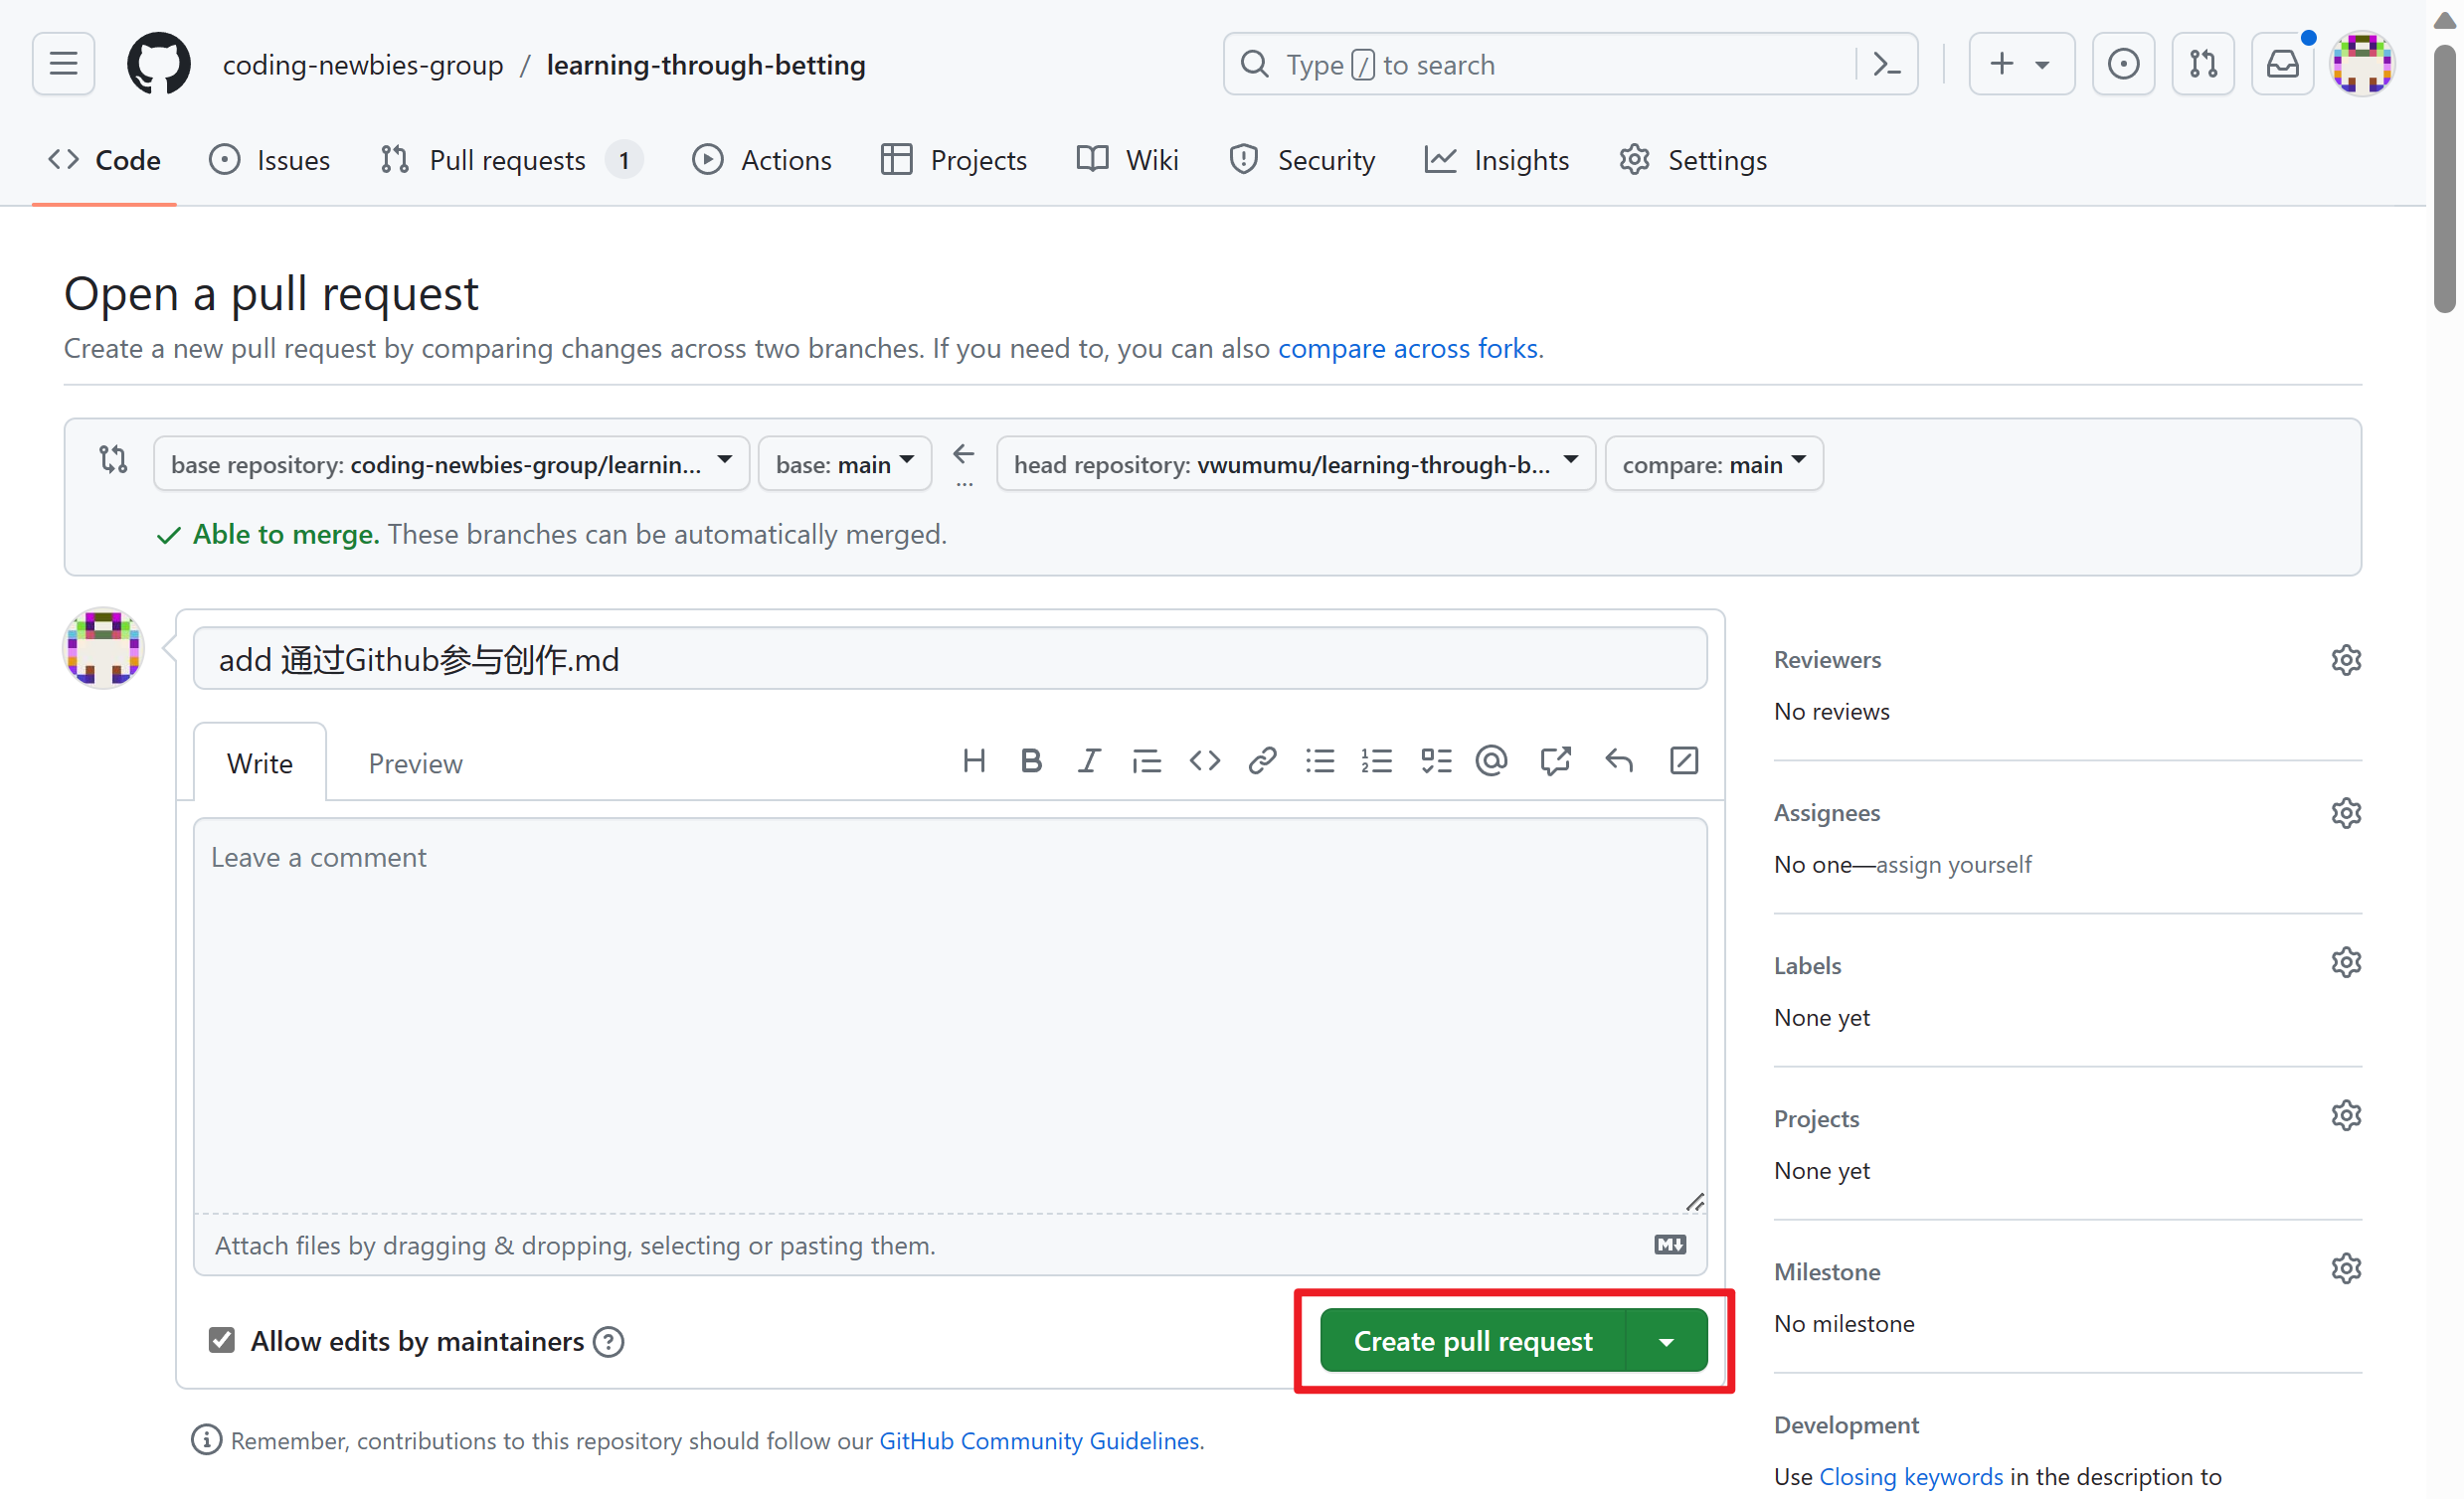 coding-newbies-group / learning-through-betting
Type / to search
Code Issues Pull requests 1 Actions Projects Wiki Security Insights Settings
Open a pull request
Create a new pull request by comparing changes across two branches. If you need to, you can also compare across forks.
base repository: coding-newbies-group/learnin... base: main ... head repository: vwumumu/learning-through-b... compare: main
Able to merge. These branches can be automatically merged.
add 通过Github参与创作.md
Write Preview
Leave a comment
Attach files by dragging & dropping, selecting or pasting them.
Allow edits by maintainers
Create pull request
Remember, contributions to this repository should follow our GitHub Community Guidelines.
Reviewers
No reviews
Assignees
No one—assign yourself
Labels
None yet
Projects
None yet
Milestone
No milestone
Development
Use Closing keywords in the description to